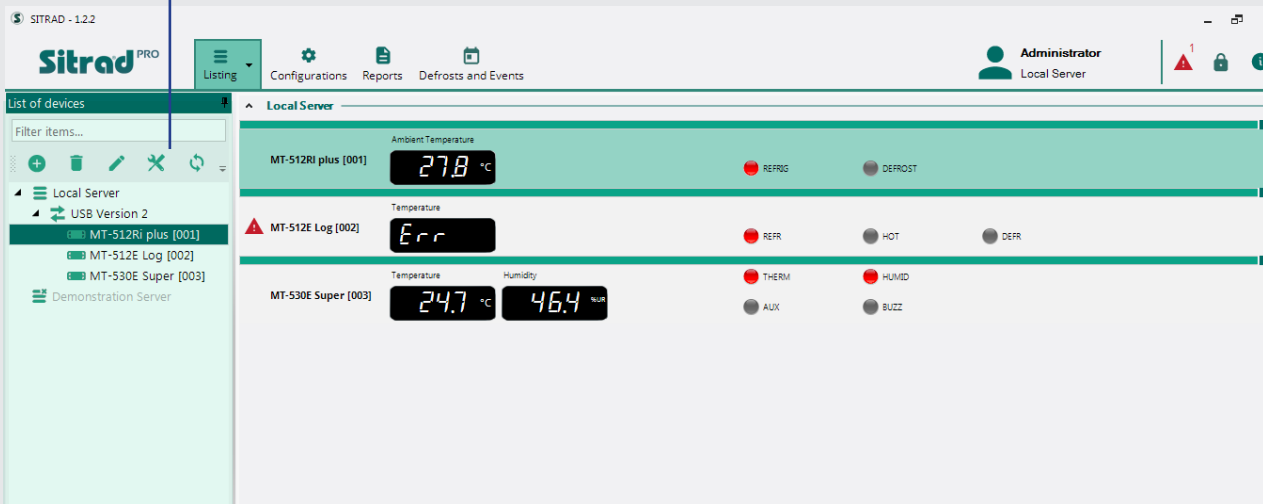 SITRAD - 1.2.2
Sitrad PRO
Listing
Configurations
Reports
Defrosts and Events
Administrator
Local Server
1
List of devices
Filter items...
Local Server
USB Version 2
MT-512Ri plus [001]
MT-512E Log [002]
MT-530E Super [003]
Demonstration Server
Local Server
MT-512RI plus [001]
Ambient Temperature
27.8 °C
REFRIG
DEFROST
MT-512E Log [002]
Temperature
Err
REFR
HOT
DEFR
MT-530E Super [003]
Temperature
24.7 °C
Humidity
46.4 %UR
THERM
HUMID
AUX
BUZZ